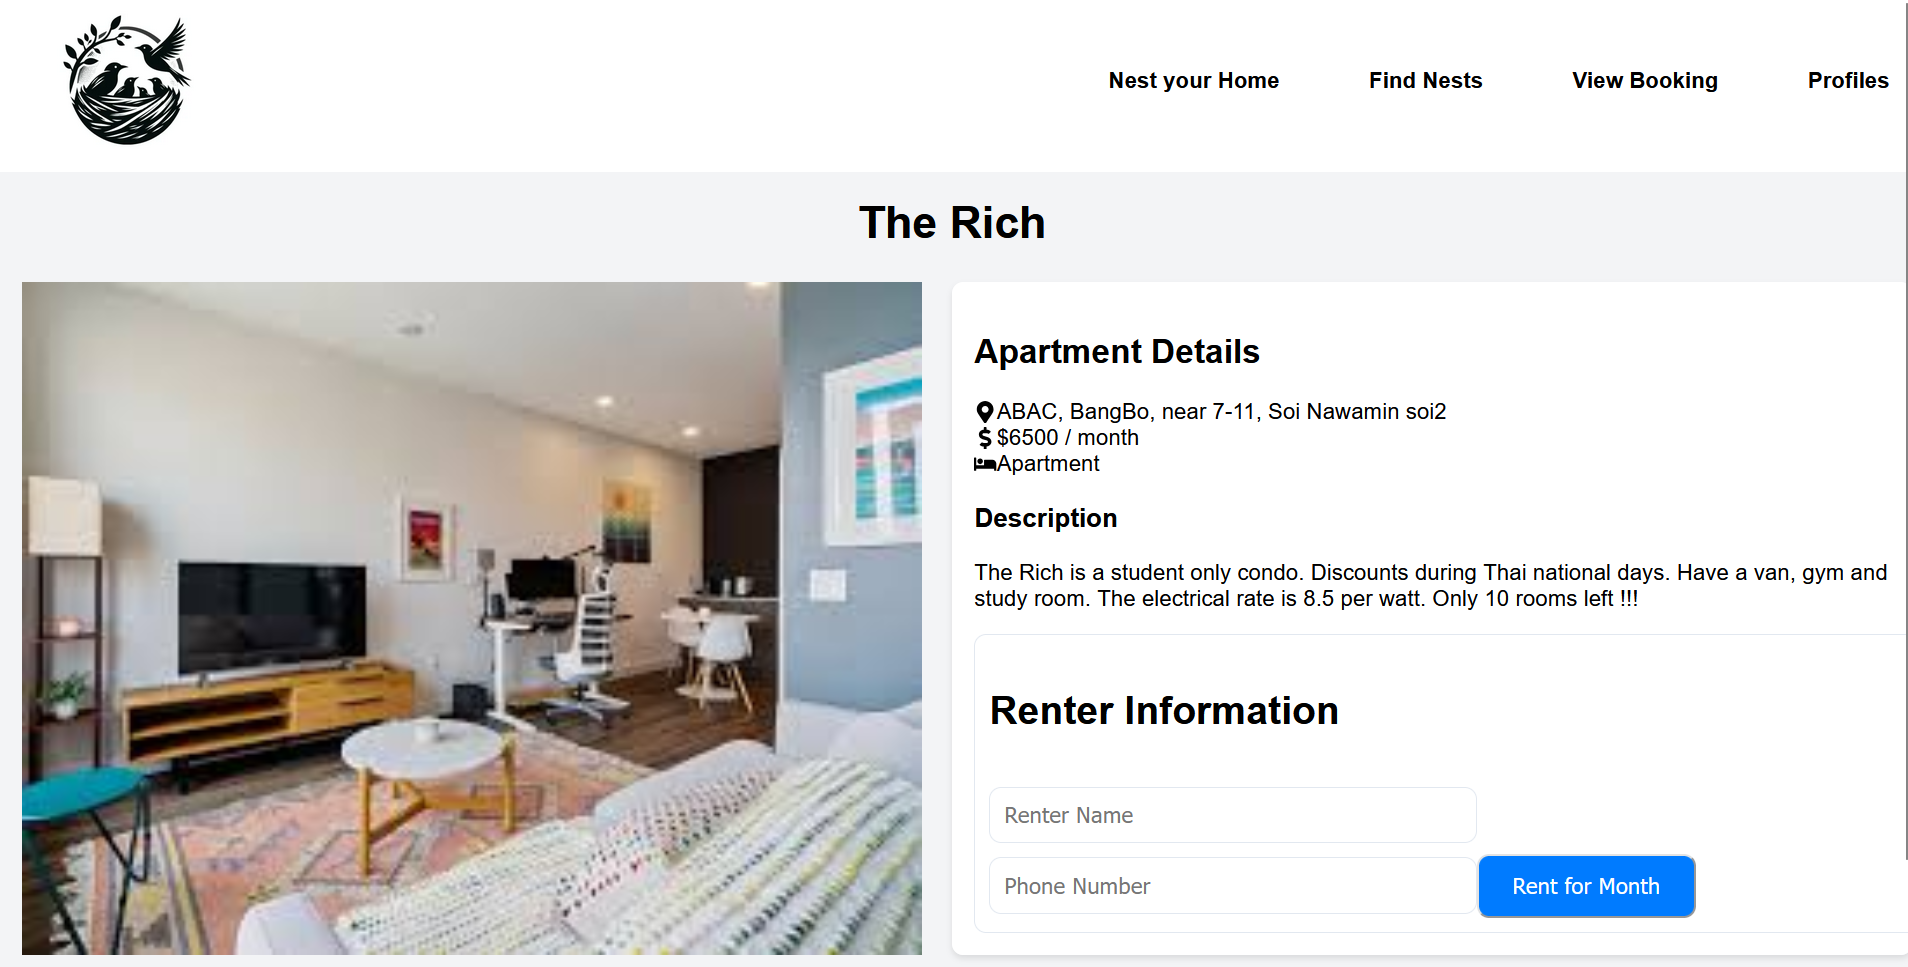 Nest your Home
Find Nests
View Booking
Profiles
The Rich
Apartment Details
ABAC, BangBo, near 7-11, Soi Nawamin soi2
$6500 / month
Apartment
Description
The Rich is a student only condo. Discounts during Thai national days. Have a van, gym and
study room. The electrical rate is 8.5 per watt. Only 10 rooms left !!!
Renter Information
Renter Name
Phone Number
Rent for Month